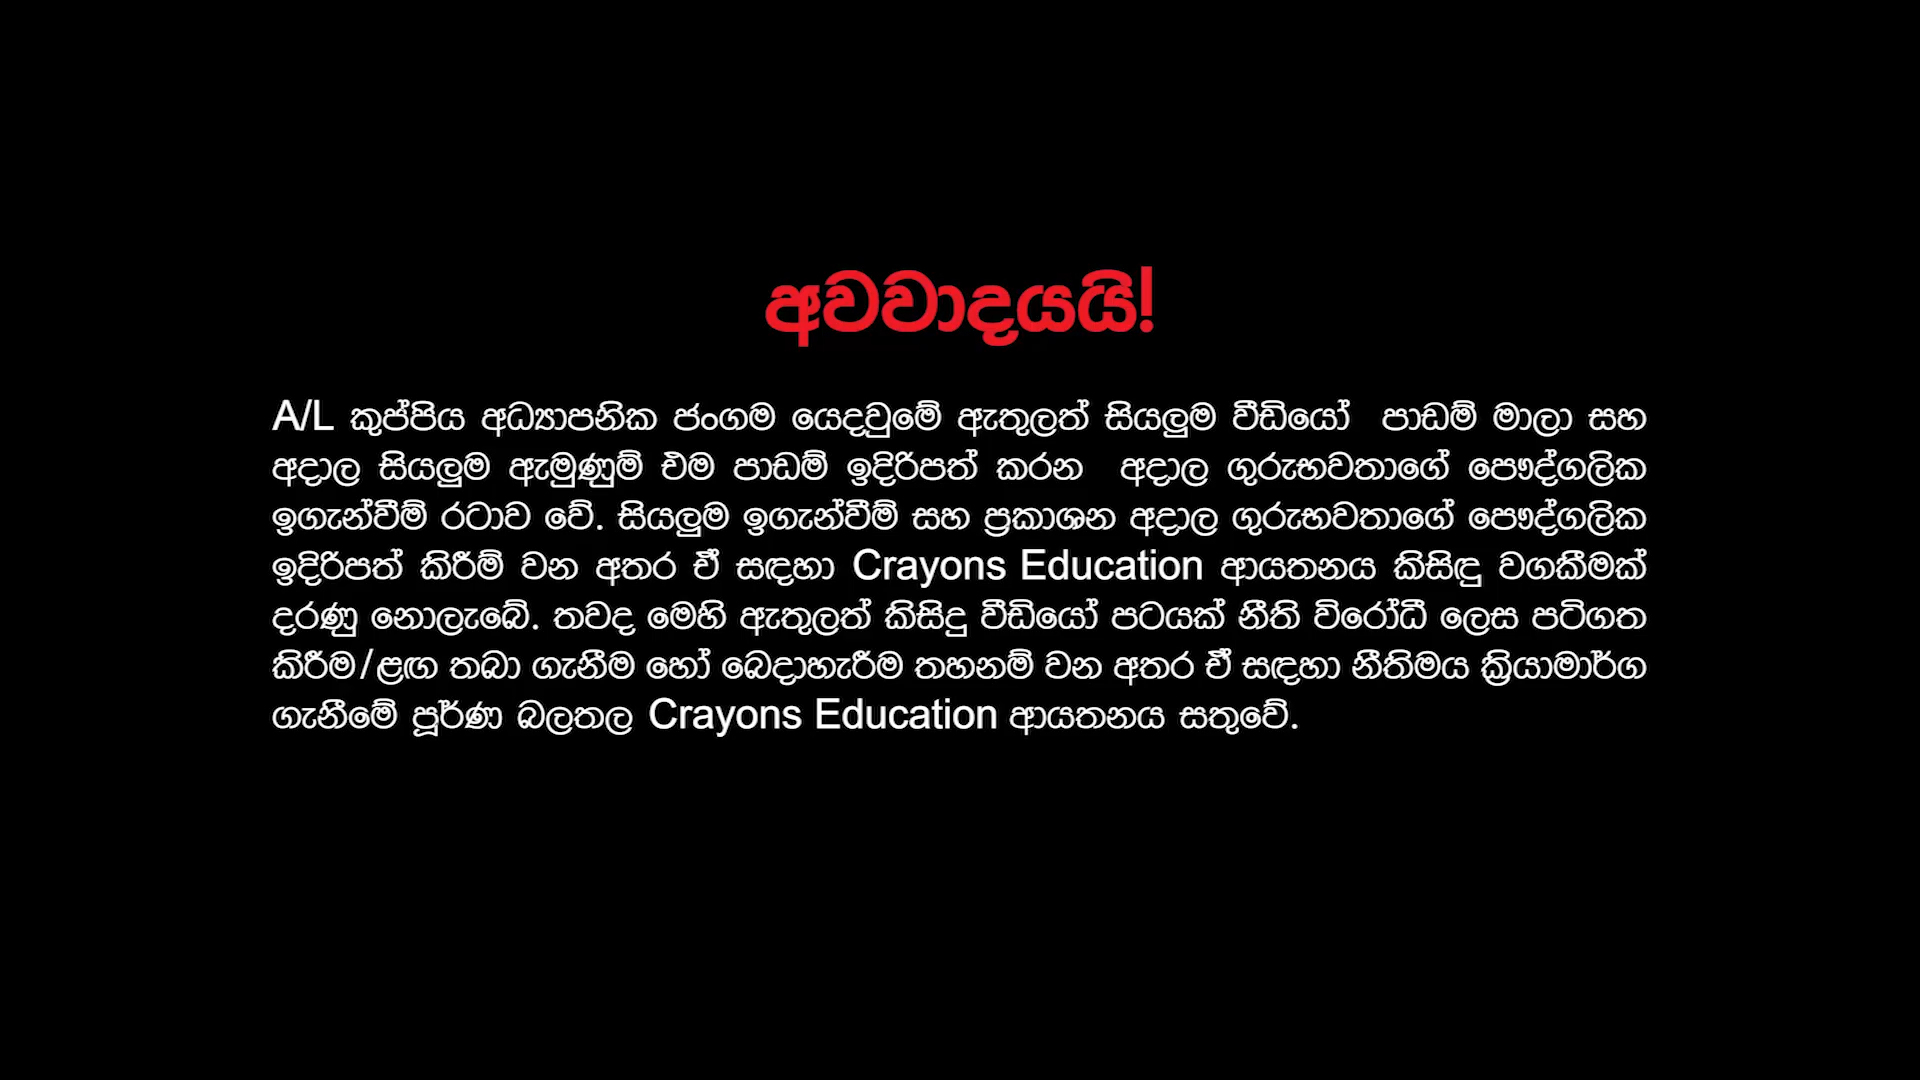 අවවාදයයි!
A/L කුප්පිය අධ්‍යාපනික ජංගම යෙදවුමේ ඇතුලත් සියලුම වීඩියෝ පාඩම් මාලා සහ
අදාල සියලුම ඇමුණුම් එම පාඩම් ඉදිරිපත් කරන අදාල ගුරුභවතාගේ පෞද්ගලික
ඉගැන්වීම් රටාව වේ. සියලුම ඉගැන්වීම් සහ ප්‍රකාශන අදාල ගුරුභවතාගේ පෞද්ගලික
ඉදිරිපත් කිරීම් වන අතර ඒ සඳහා Crayons Education ආයතනය කිසිඳු වගකීමක්
දරණු නොලැබේ. තවද මෙහි ඇතුලත් කිසිදු වීඩියෝ පටයක් නීති විරෝධී ලෙස පටිගත
කිරීම/ළඟ තබා ගැනීම හෝ බෙදාහැරීම තහනම් වන අතර ඒ සඳහා නීතිමය ක්‍රියාමාර්ග
ගැනීමේ පූර්ණ බලතල Crayons Education ආයතනය සතුවේ.